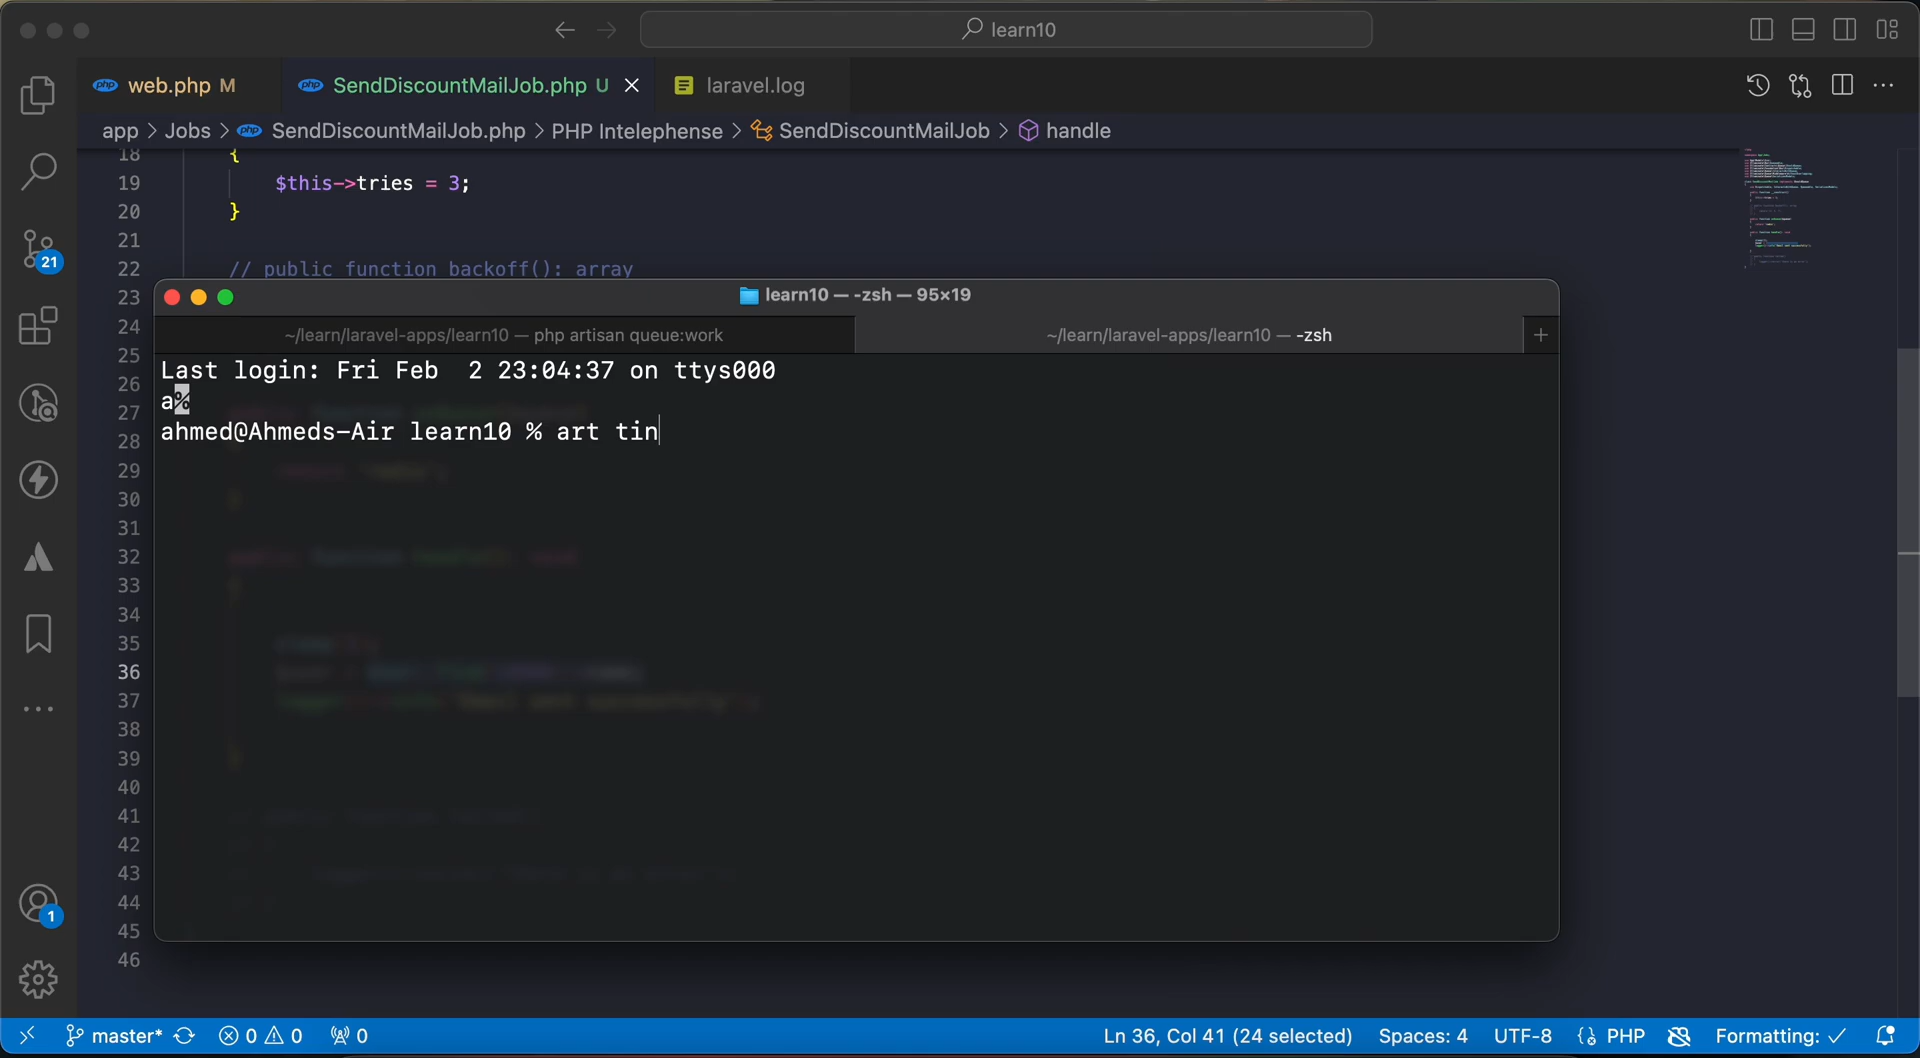 learn10
web.php M
SendDiscountMailJob.php U
laravel.log
app > Jobs > php SendDiscountMailJob.php > PHP Intelephense > SendDiscountMailJob > handle
18 {
19 $this->tries = 3;
20 }
21
22 // public function backoff(): array
learn10 — -zsh — 95×19
~/learn/laravel-apps/learn10 — php artisan queue:work
~/learn/laravel-apps/learn10 — -zsh
Last login: Fri Feb  2 23:04:37 on ttys000
a%
ahmed@Ahmeds-Air learn10 % art tin
23
24
25
26
27
28
29
30
31
32
33
34
35
36
37
38
39
40
41
42
43
44
45
46
21
1
master* 0 0 0 Ln 36, Col 41 (24 selected) Spaces: 4 UTF-8 PHP Formatting: ✓